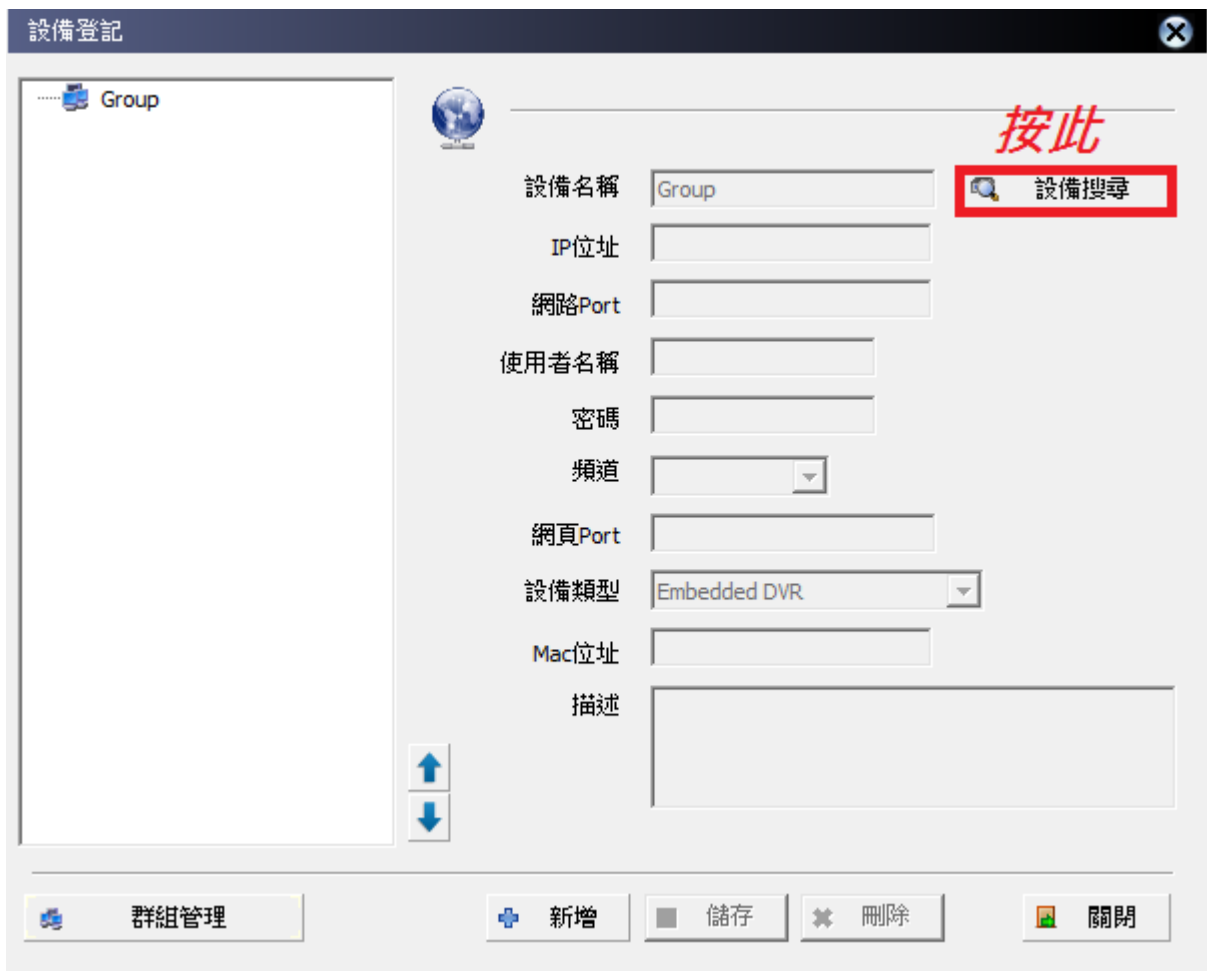 設備登記
Group
按此
設備名稱 Group 設備搜尋
IP位址
網路Port
使用者名稱
密碼
頻道
網頁Port
設備類型 Embedded DVR
Mac位址
描述
群組管理 新增 儲存 刪除 關閉